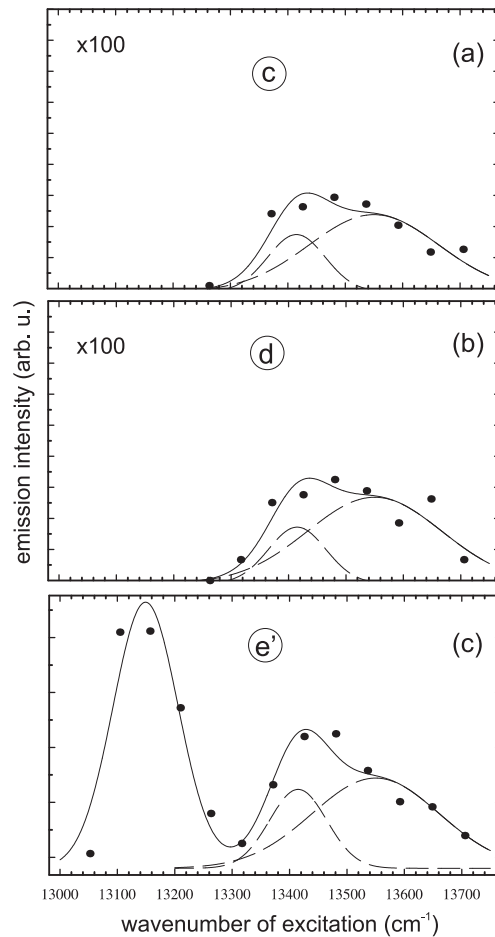 x100
c
(a)
x100
d
(b)
e'
(c)
emission intensity (arb. u.)
13000 13100 13200 13300 13400 13500 13600 13700
wavenumber of excitation (cm⁻¹)